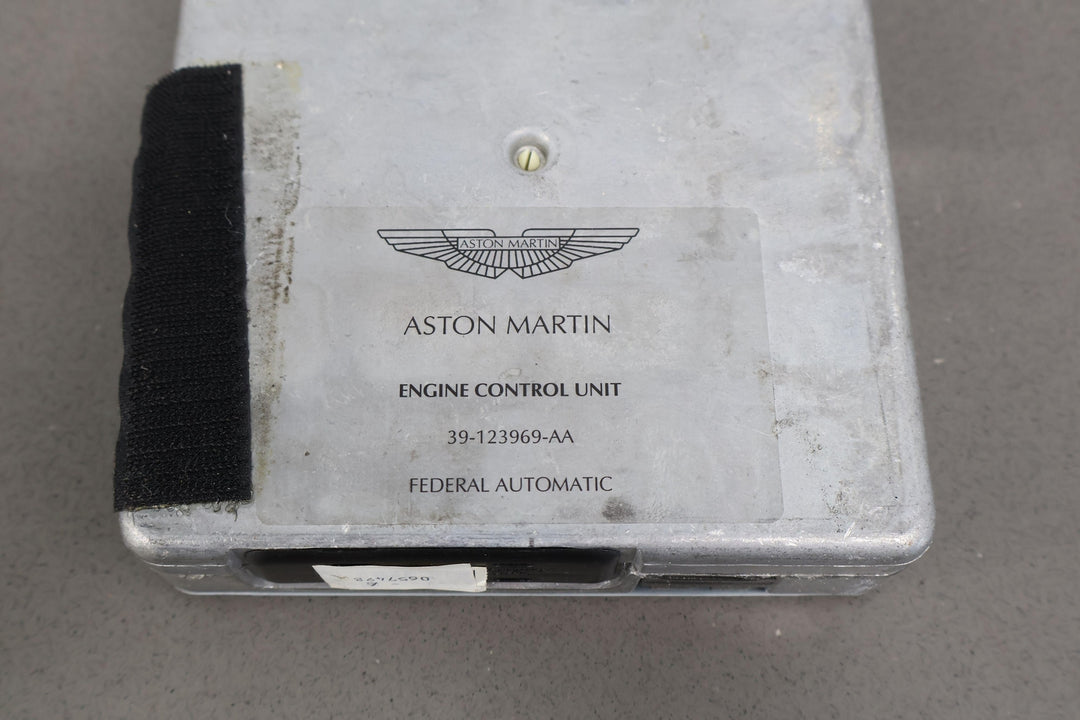 ASTON MARTIN
ASTON MARTIN
ENGINE CONTROL UNIT
39-123969-AA
FEDERAL AUTOMATIC